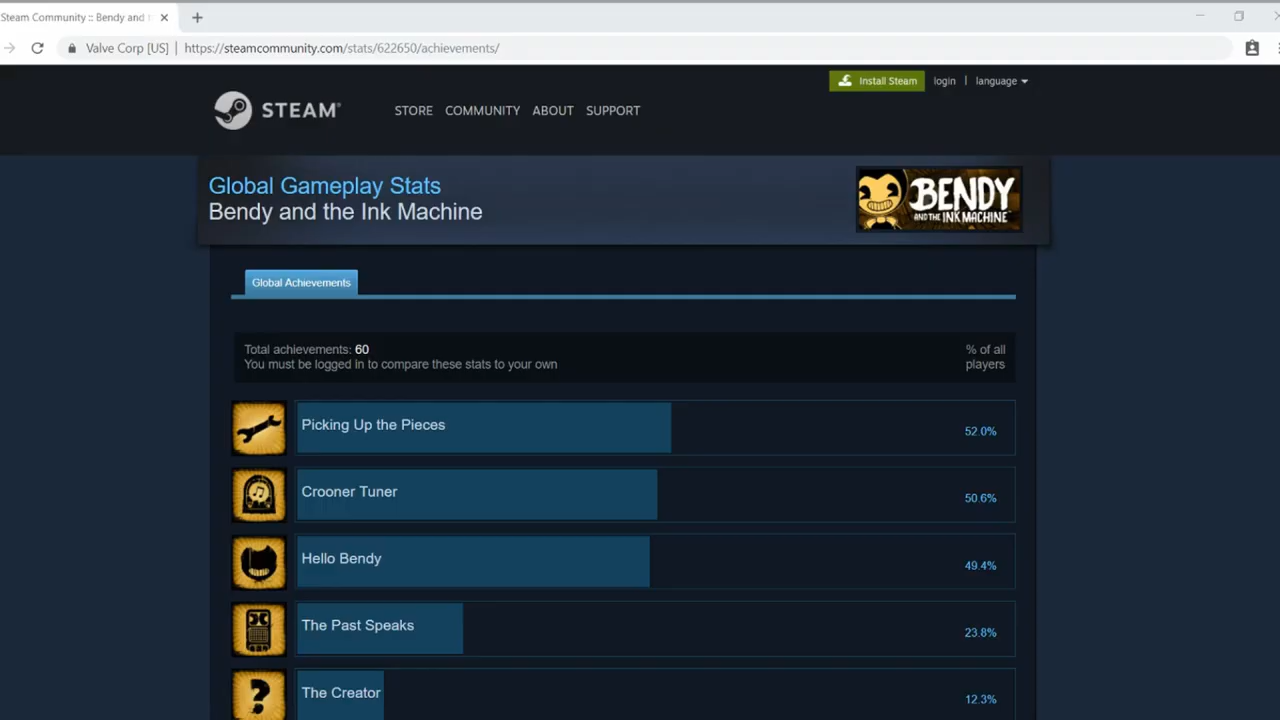 Steam Community :: Bendy and
Valve Corp [US] | https://steamcommunity.com/stats/622650/achievements/
Install Steam login | language
STEAM®
STORE COMMUNITY ABOUT SUPPORT
Global Gameplay Stats
Bendy and the Ink Machine
BENDY
AND THE INK MACHINE
Global Achievements
Total achievements: 60
You must be logged in to compare these stats to your own
% of all
players
Picking Up the Pieces 52.0%
Crooner Tuner 50.6%
Hello Bendy 49.4%
The Past Speaks 23.8%
The Creator 12.3%